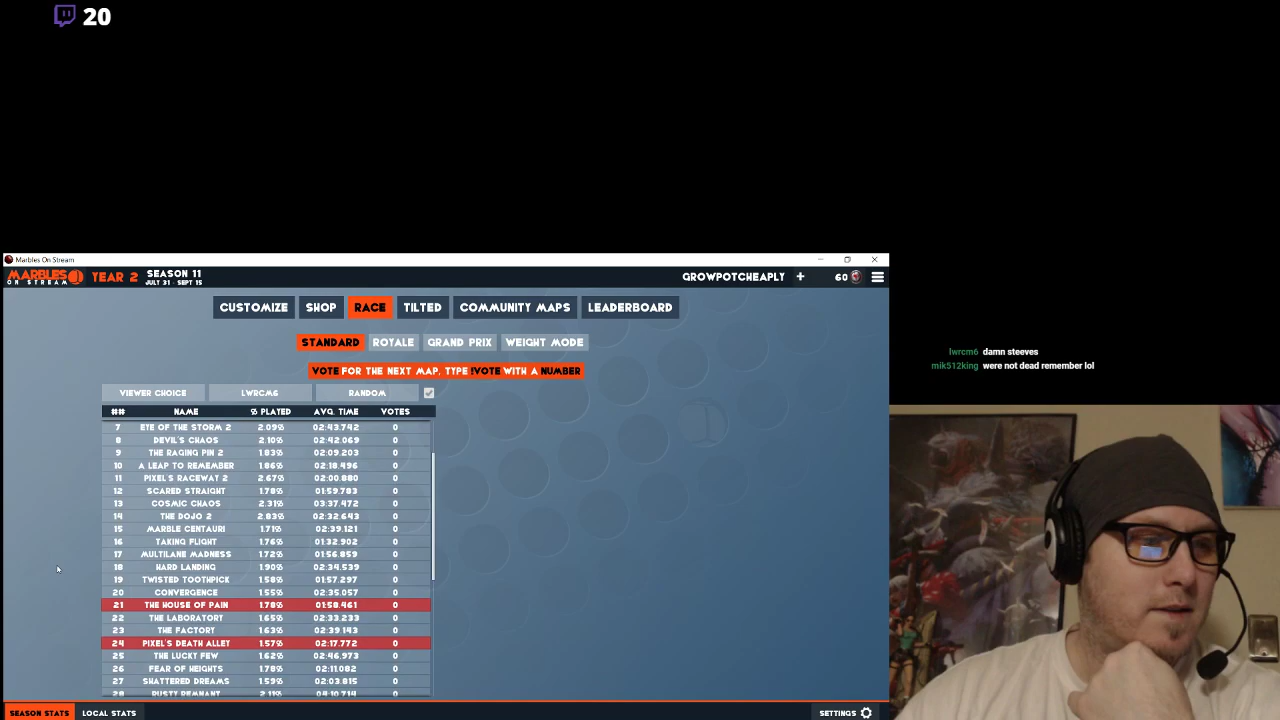 20
Marbles On Stream
MARBLES ON STREAM YEAR 2 SEASON 11 JULY 31 - SEPT 15
GROWPOTCHEAPLY + 60
CUSTOMIZE SHOP RACE TILTED COMMUNITY MAPS LEADERBOARD
STANDARD ROYALE GRAND PRIX WEIGHT MODE
VOTE FOR THE NEXT MAP, TYPE !VOTE WITH A NUMBER
VIEWER CHOICE LWRCM6 RANDOM
## NAME % PLAYED AVG. TIME VOTES
7 EYE OF THE STORM 2 2.09% 02:43.742 0
8 DEVIL'S CHAOS 2.10% 02:42.069 0
9 THE RAGING PIN 2 1.83% 02:09.203 0
10 A LEAP TO REMEMBER 1.86% 02:18.496 0
11 PIXEL'S RACEWAY 2 2.67% 02:00.880 0
12 SCARED STRAIGHT 1.78% 01:59.783 0
13 COSMIC CHAOS 2.31% 03:37.472 0
14 THE DOJO 2 2.83% 02:32.643 0
15 MARBLE CENTAURI 1.71% 02:39.121 0
16 TAKING FLIGHT 1.76% 01:32.902 0
17 MULTILANE MADNESS 1.72% 01:56.859 0
18 HARD LANDING 1.90% 02:34.539 0
19 TWISTED TOOTHPICK 1.58% 01:57.297 0
20 CONVERGENCE 1.55% 02:35.057 0
21 THE HOUSE OF PAIN 1.78% 01:58.461 0
22 THE LABORATORY 1.65% 02:33.233 0
23 THE FACTORY 1.63% 02:39.143 0
24 PIXEL'S DEATH ALLEY 1.57% 02:17.772 0
25 THE LUCKY FEW 1.62% 02:46.973 0
26 FEAR OF HEIGHTS 1.78% 02:11.082 0
27 SHATTERED DREAMS 1.59% 02:03.815 0
28 RUSTY REMNANT 2.11% 04:10.714 0
SEASON STATS LOCAL STATS SETTINGS
lwrcm6 damn steeves
mik512king were not dead remember lol